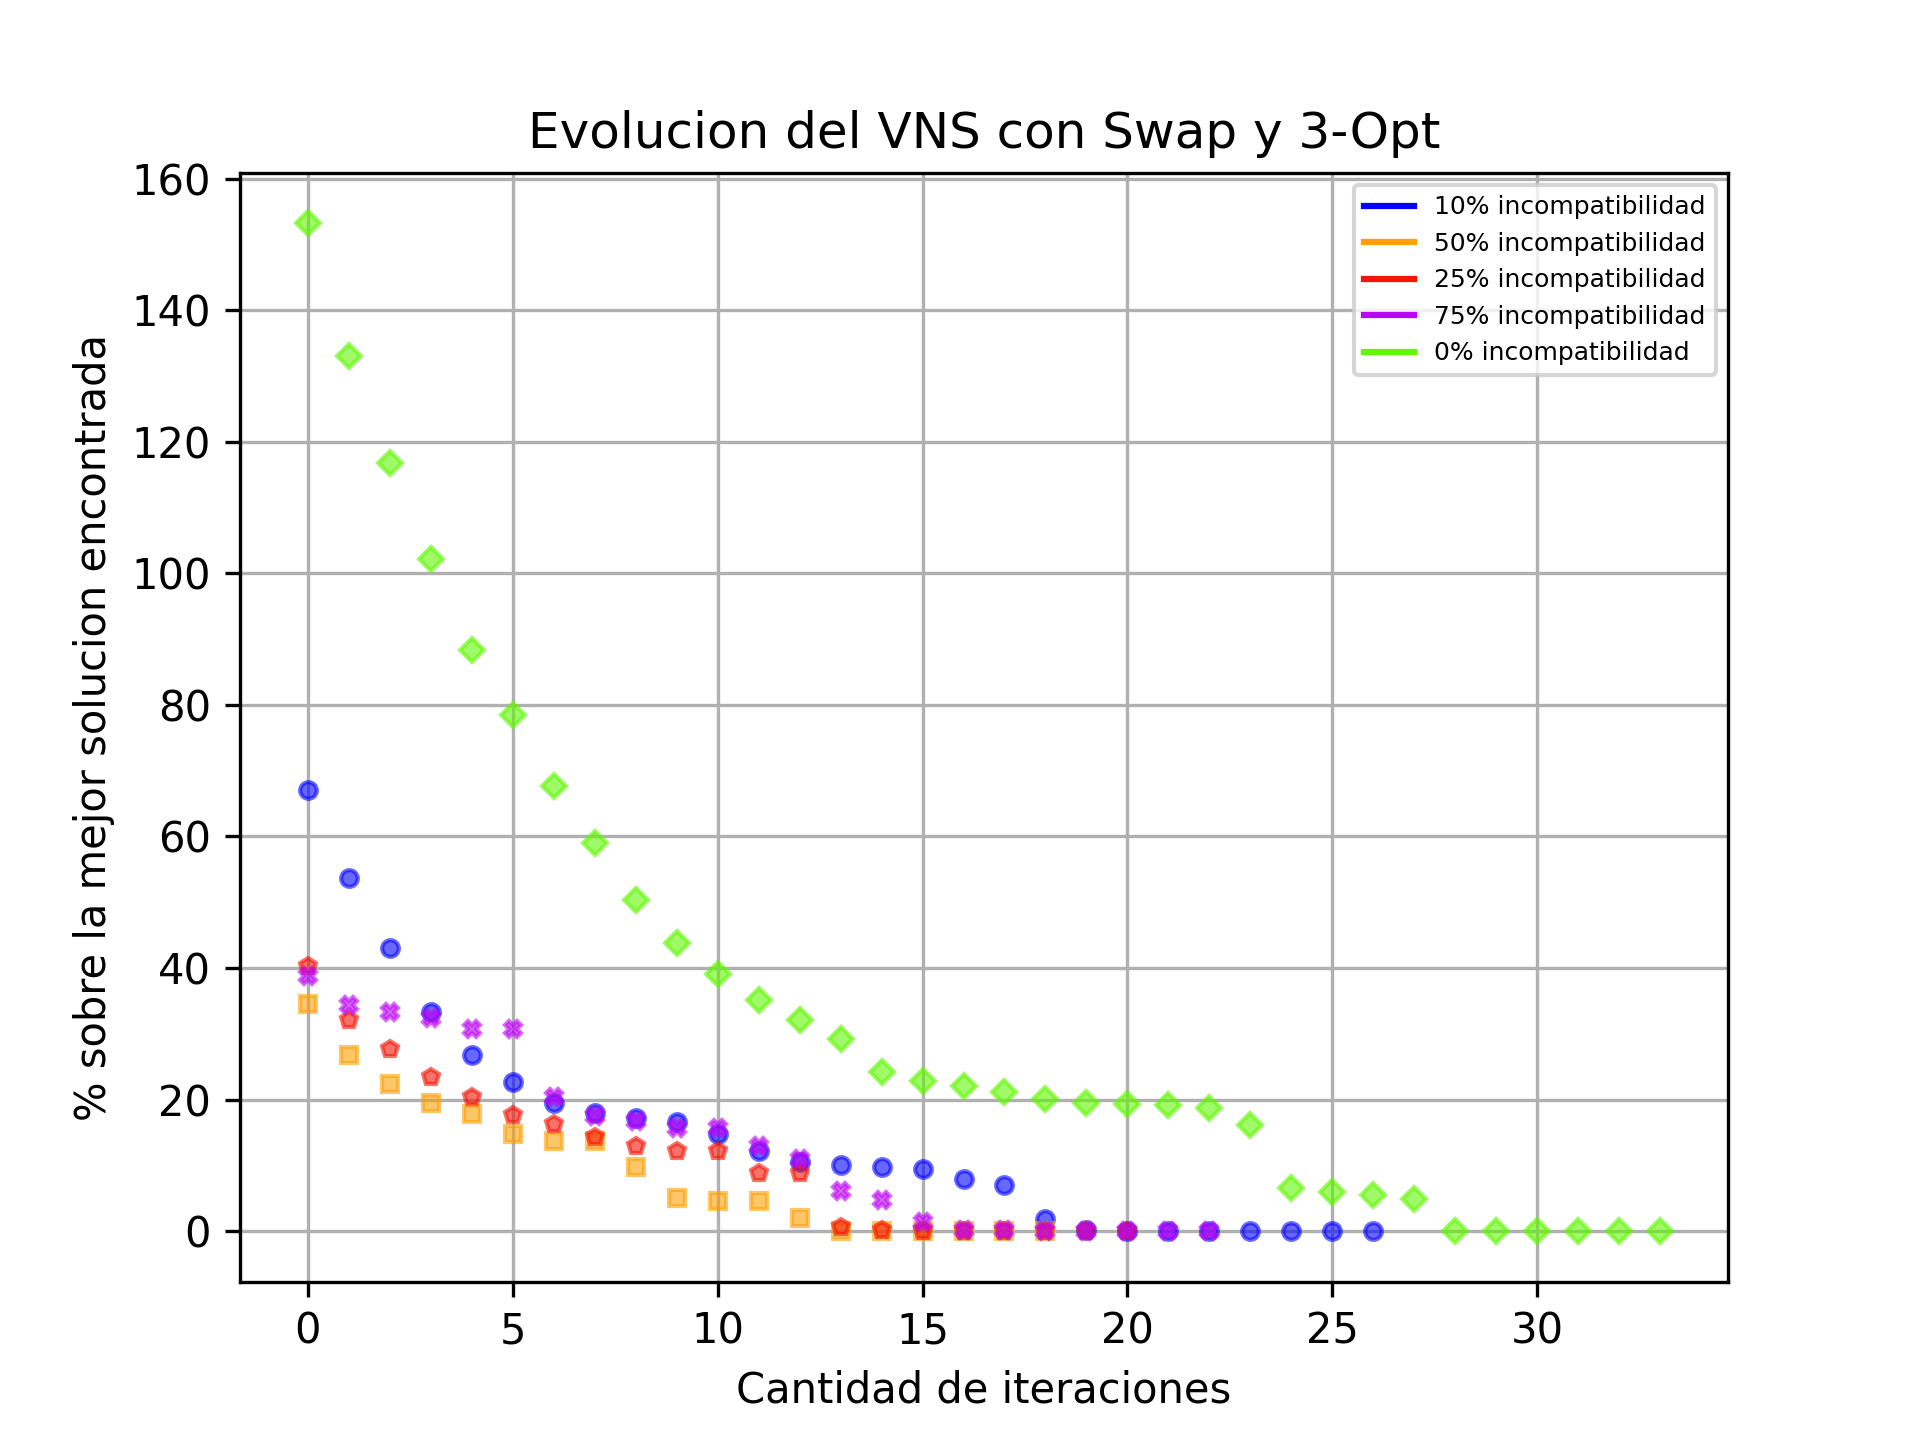 Evolucion del VNS con Swap y 3-Opt
160
140
120
100
80
60
40
20
0
% sobre la mejor solucion encontrada
10% incompatibilidad
50% incompatibilidad
25% incompatibilidad
75% incompatibilidad
0% incompatibilidad
0 5 10 15 20 25 30
Cantidad de iteraciones